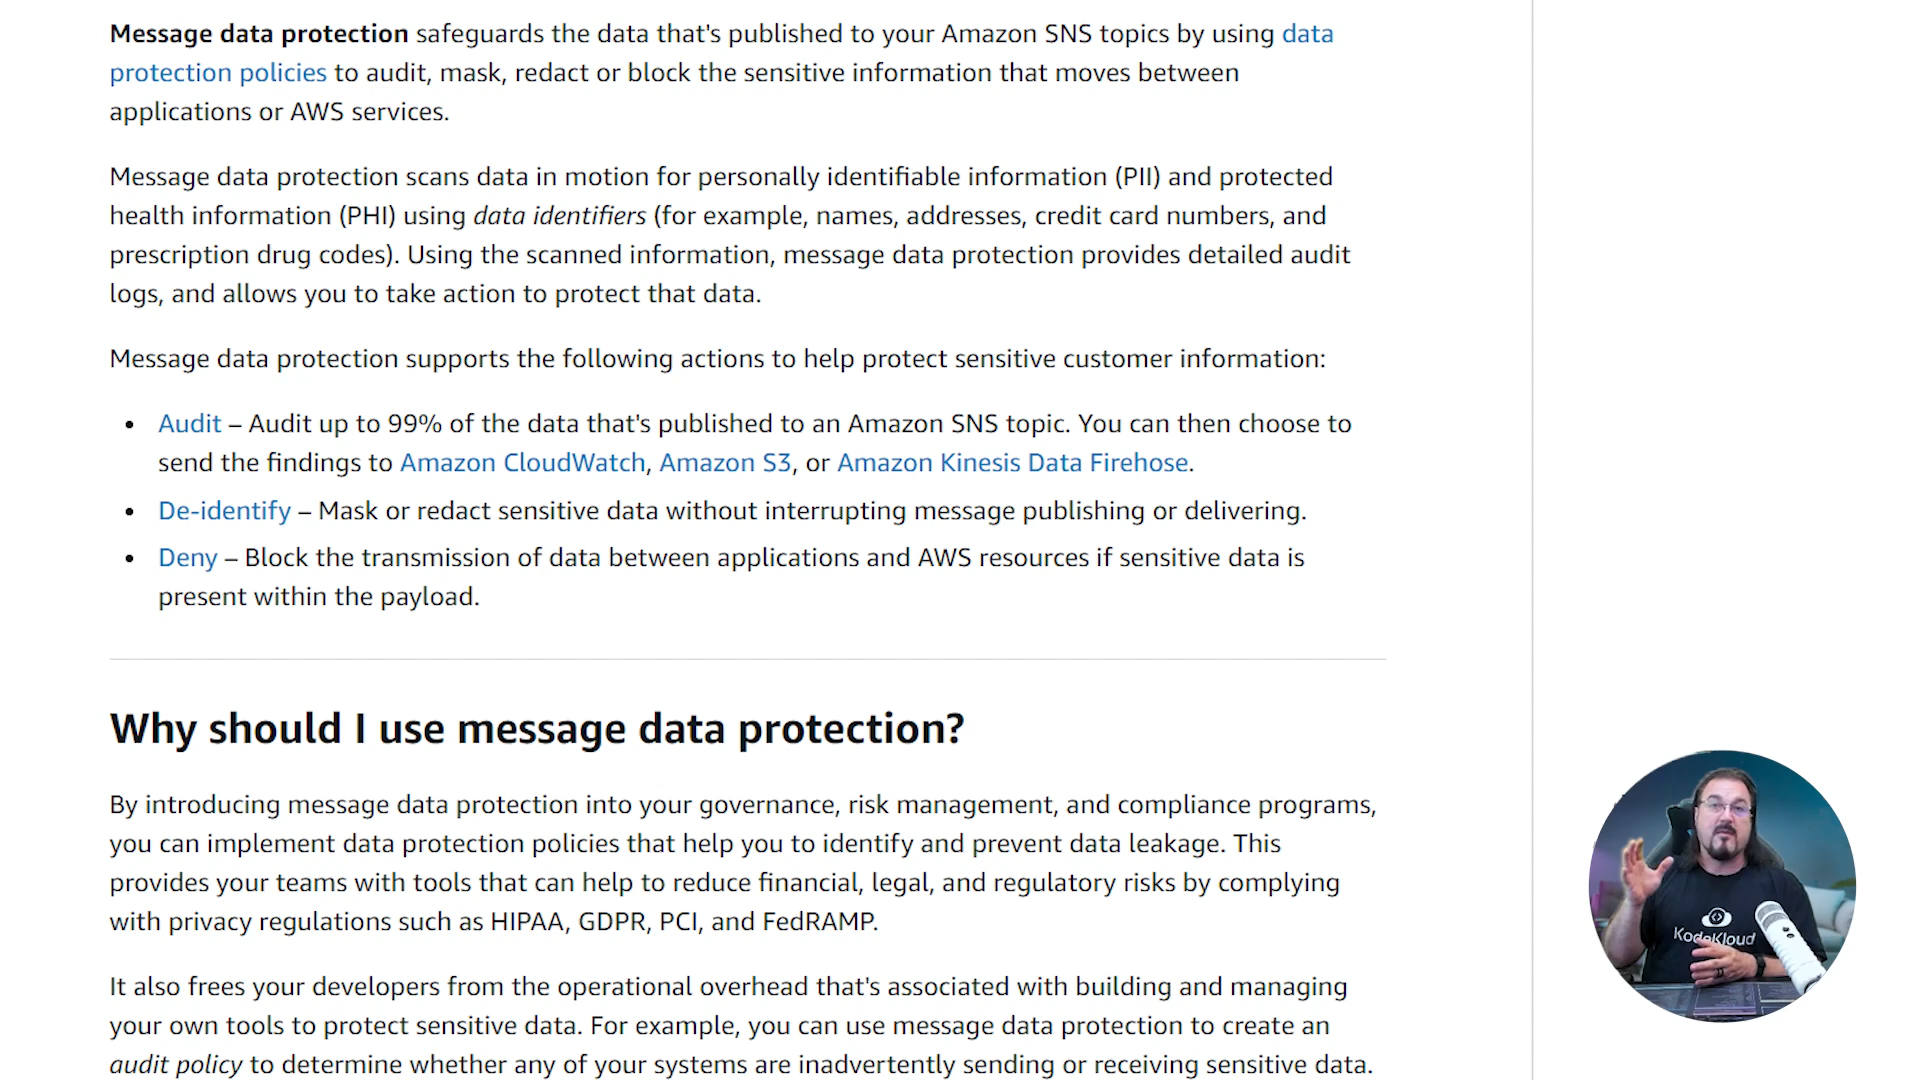 Message data protection safeguards the data that's published to your Amazon SNS topics by using data
protection policies to audit, mask, redact or block the sensitive information that moves between
applications or AWS services.
Message data protection scans data in motion for personally identifiable information (PII) and protected
health information (PHI) using data identifiers (for example, names, addresses, credit card numbers, and
prescription drug codes). Using the scanned information, message data protection provides detailed audit
logs, and allows you to take action to protect that data.
Message data protection supports the following actions to help protect sensitive customer information:
• Audit – Audit up to 99% of the data that's published to an Amazon SNS topic. You can then choose to
send the findings to Amazon CloudWatch, Amazon S3, or Amazon Kinesis Data Firehose.
• De-identify – Mask or redact sensitive data without interrupting message publishing or delivering.
• Deny – Block the transmission of data between applications and AWS resources if sensitive data is
present within the payload.
Why should I use message data protection?
By introducing message data protection into your governance, risk management, and compliance programs,
you can implement data protection policies that help you to identify and prevent data leakage. This
provides your teams with tools that can help to reduce financial, legal, and regulatory risks by complying
with privacy regulations such as HIPAA, GDPR, PCI, and FedRAMP.
It also frees your developers from the operational overhead that's associated with building and managing
your own tools to protect sensitive data. For example, you can use message data protection to create an
audit policy to determine whether any of your systems are inadvertently sending or receiving sensitive data.
KodeKloud